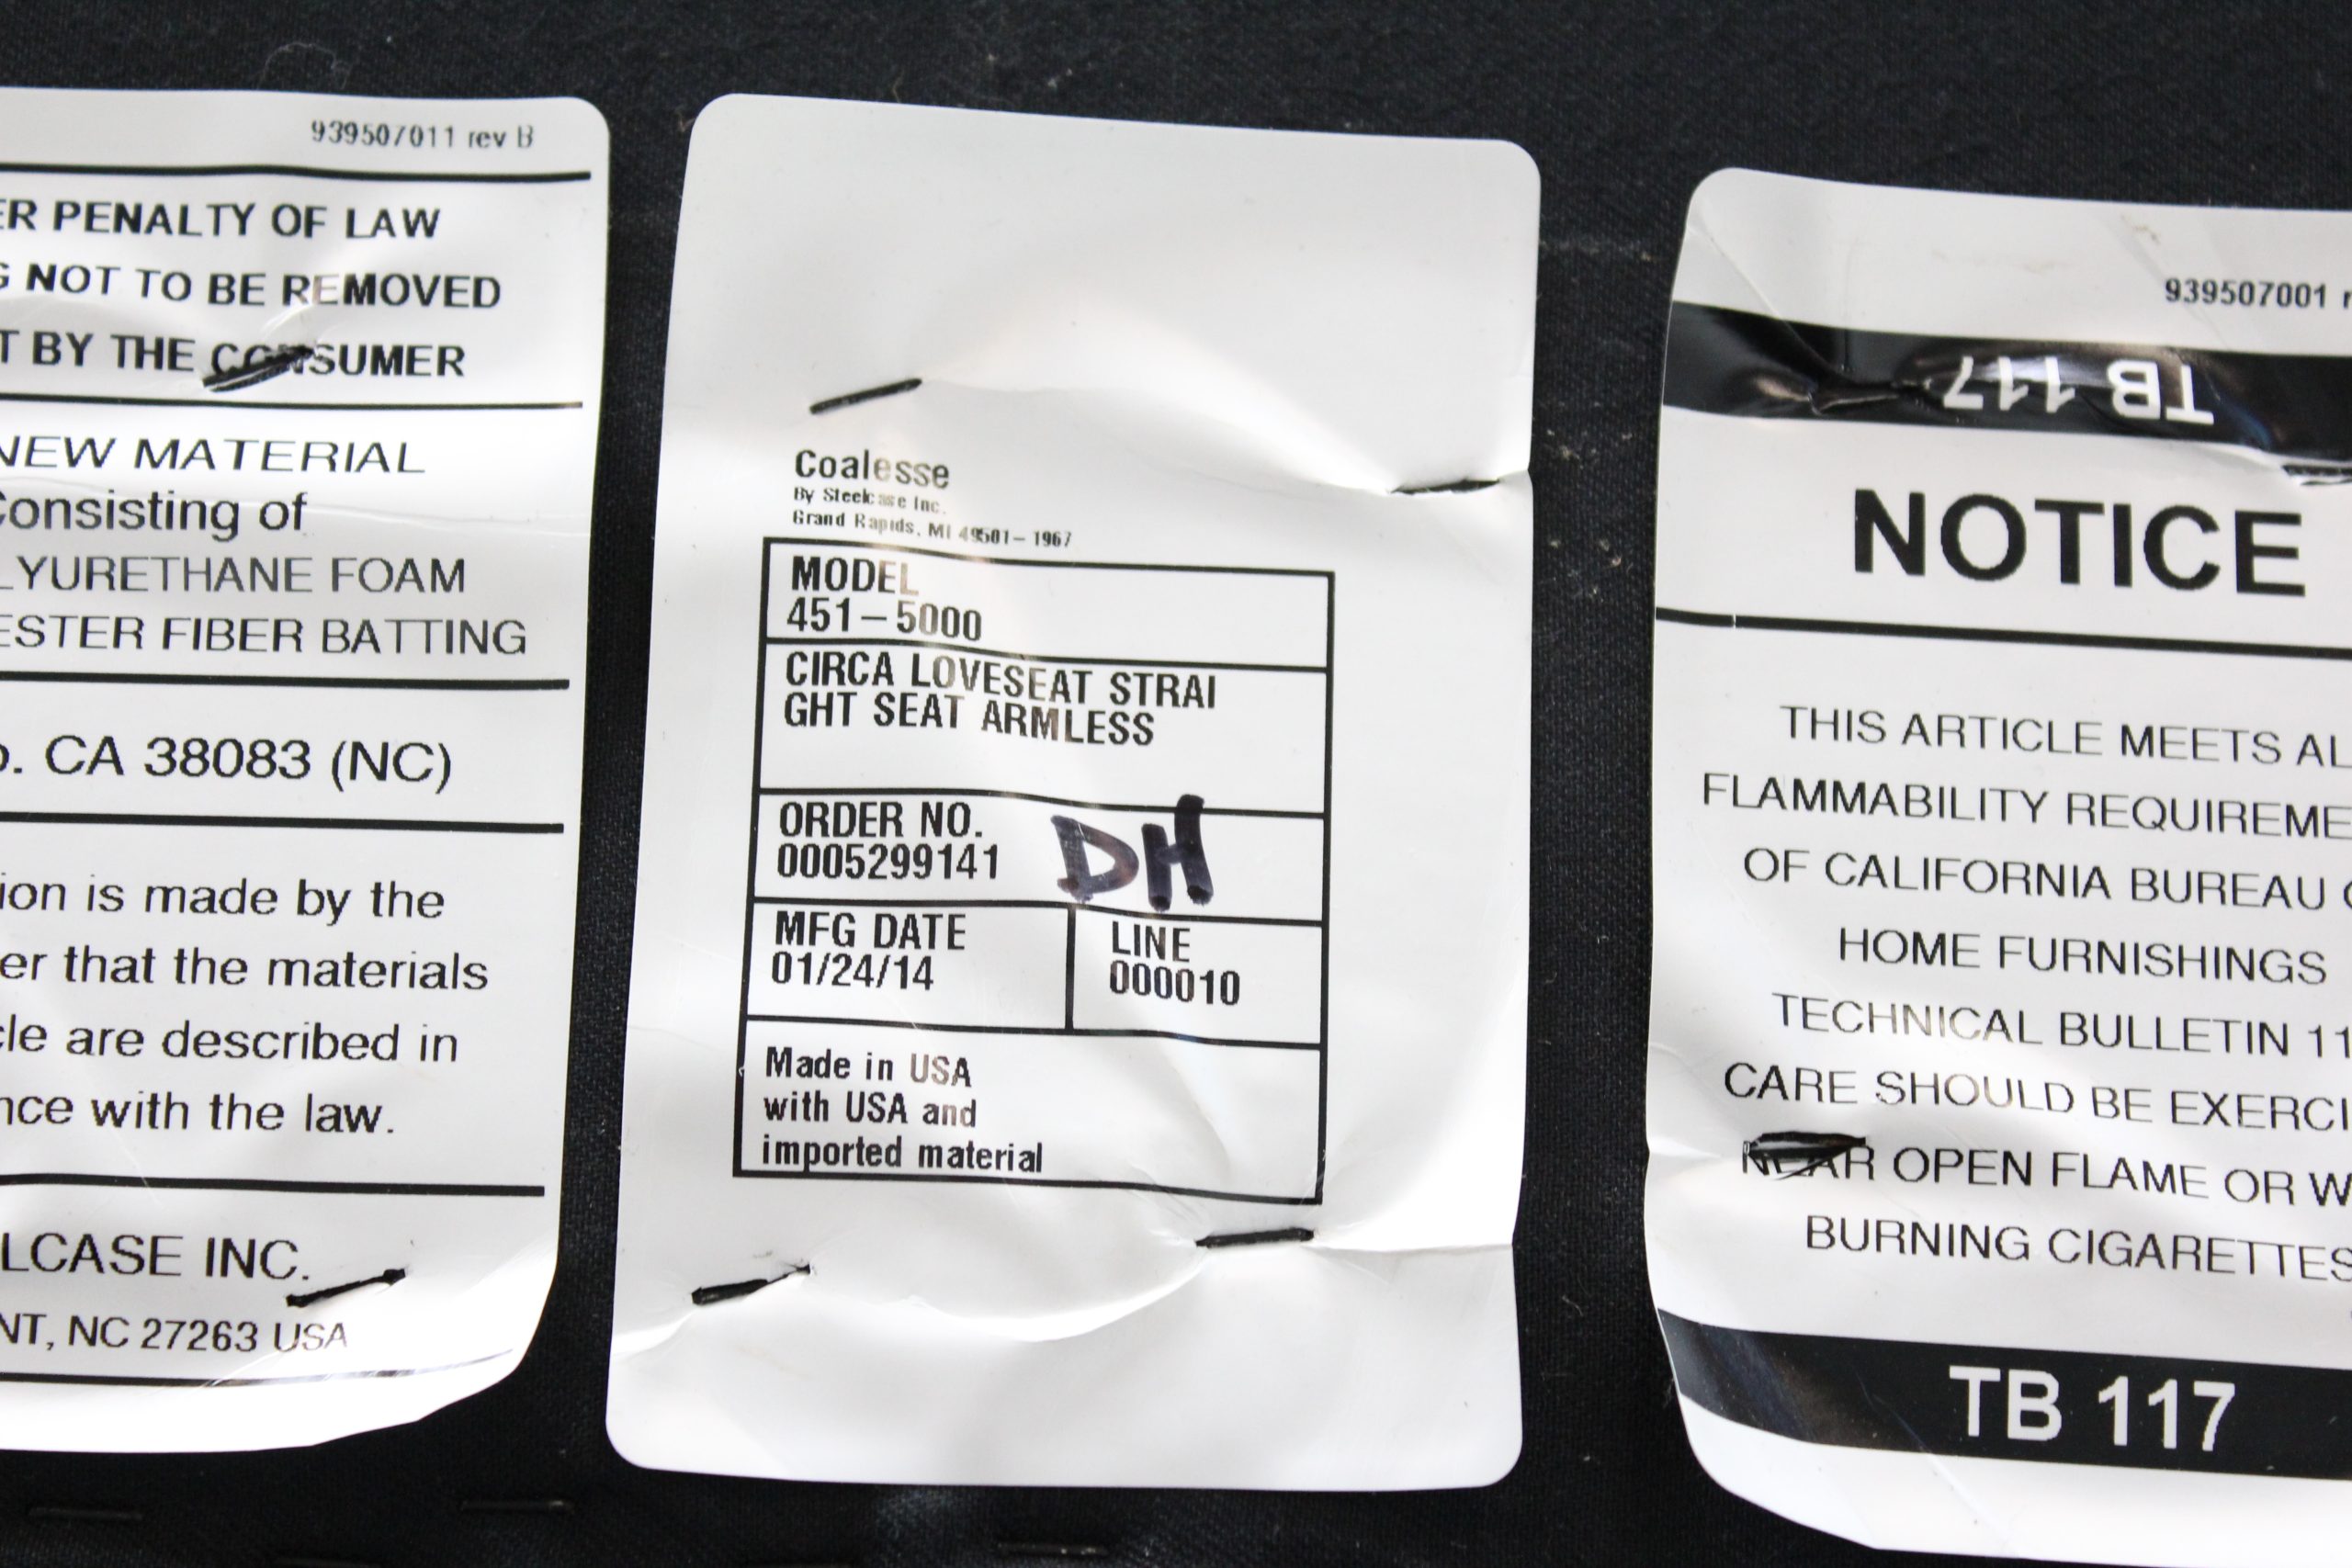 939507011 rev B
ER PENALTY OF LAW
G NOT TO BE REMOVED
T BY THE CONSUMER
NEW MATERIAL
Consisting of
LYURETHANE FOAM
ESTER FIBER BATTING
o. CA 38083 (NC)
ion is made by the
er that the materials
cle are described in
nce with the law.
LCASE INC.
NT, NC 27263 USA
Coalesse
By Steelcase Inc.
Grand Rapids, MI 49501-1967
MODEL
451-5000
CIRCA LOVESEAT STRAI
GHT SEAT ARMLESS
ORDER NO.
0005299141
DH
MFG DATE
01/24/14
LINE
000010
Made in USA
with USA and
imported material
939507001 r
TB 117
NOTICE
THIS ARTICLE MEETS AL
FLAMMABILITY REQUIREME
OF CALIFORNIA BUREAU O
HOME FURNISHINGS
TECHNICAL BULLETIN 11
CARE SHOULD BE EXERCI
NEAR OPEN FLAME OR W
BURNING CIGARETTES
TB 117